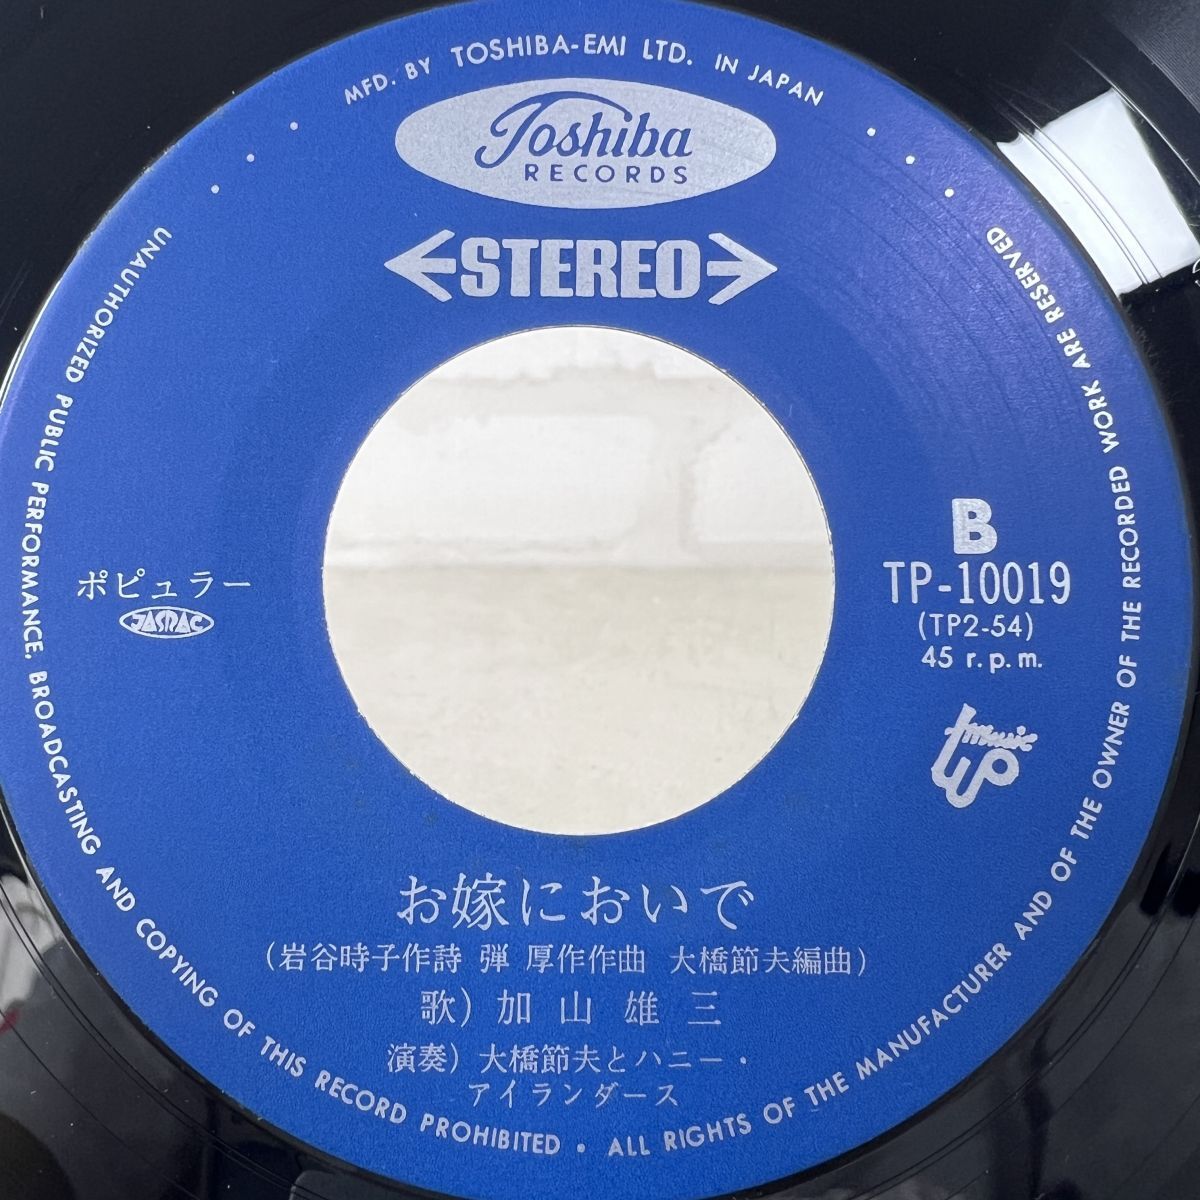 MFD. BY TOSHIBA-EMI LTD. IN JAPAN
Toshiba
RECORDS
STEREO
ポピュラー
JASRAC
B
TP-10019
(TP2-54)
45 r.p.m.
music
お嫁においで
(岩谷時子作詩 弾 厚作作曲 大橋節夫編曲)
歌) 加山雄三
演奏) 大橋節夫とハニー・
アイランダース
UNAUTHORIZED PUBLIC PERFORMANCE, BROADCASTING AND COPYING OF THIS RECORD PROHIBITED • ALL RIGHTS OF THE MANUFACTURER AND OF THE OWNER OF THE RECORDED WORK ARE RESERVED